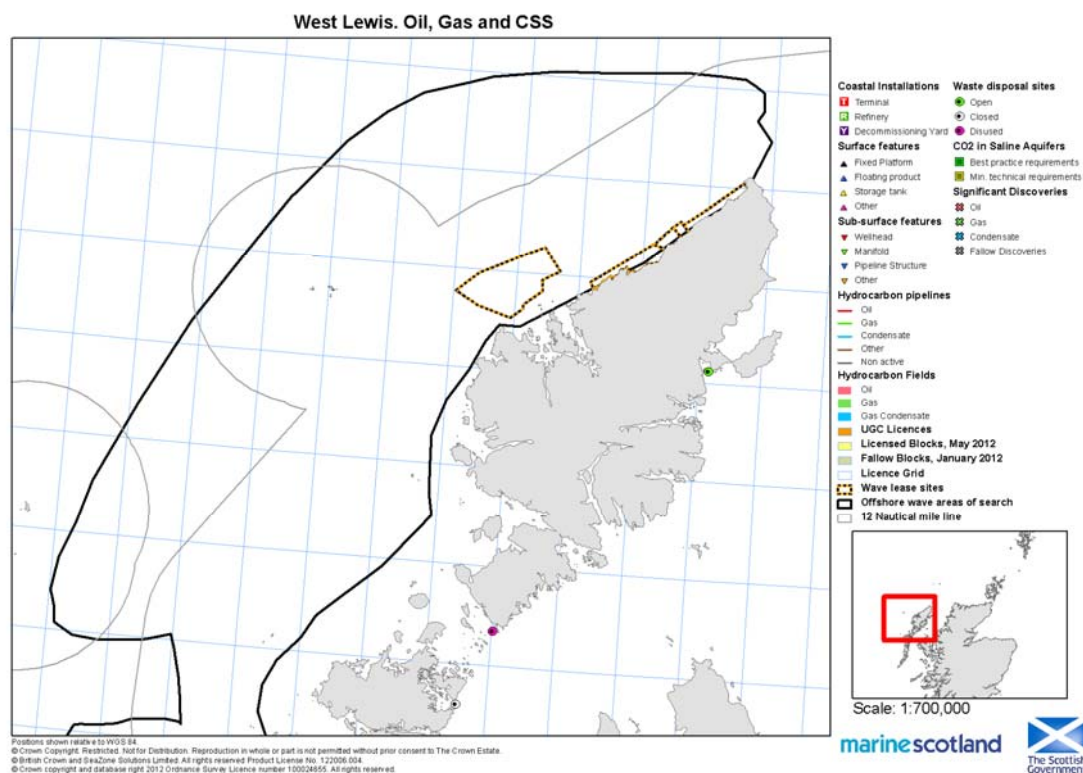 West Lewis. Oil, Gas and CSS
Coastal Installations
Terminal
Refinery
Decommissioning Yard
Surface features
Fixed Platform
Floating product
Storage tank
Other
Sub-surface features
Wellhead
Manifold
Pipeline Structure
Other
Hydrocarbon pipelines
Oil
Gas
Condensate
Other
Non active
Hydrocarbon Fields
Oil
Gas
Gas Condensate
UGC Licences
Licensed Blocks, May 2012
Fallow Blocks, January 2012
Licence Grid
Wave lease sites
Offshore wave areas of search
12 Nautical mile line
Waste disposal sites
Open
Closed
Disused
CO2 in Saline Aquifers
Best practice requirements
Min. technical requirements
Significant Discoveries
Oil
Gas
Condensate
Fallow Discoveries
Scale: 1:700,000
marinescotland
The Scottish
Government
Positions shown relative to WGS 84.
© Crown Copyright. Restricted. Not for Distribution. Reproduction in whole or part is not permitted without prior consent to The Crown Estate.
© British Crown and SeaZone Solutions Limited. All rights reserved Product License No. 122006.004.
© Crown copyright and database right 2012 Ordnance Survey Licence number 100024655. All rights reserved.